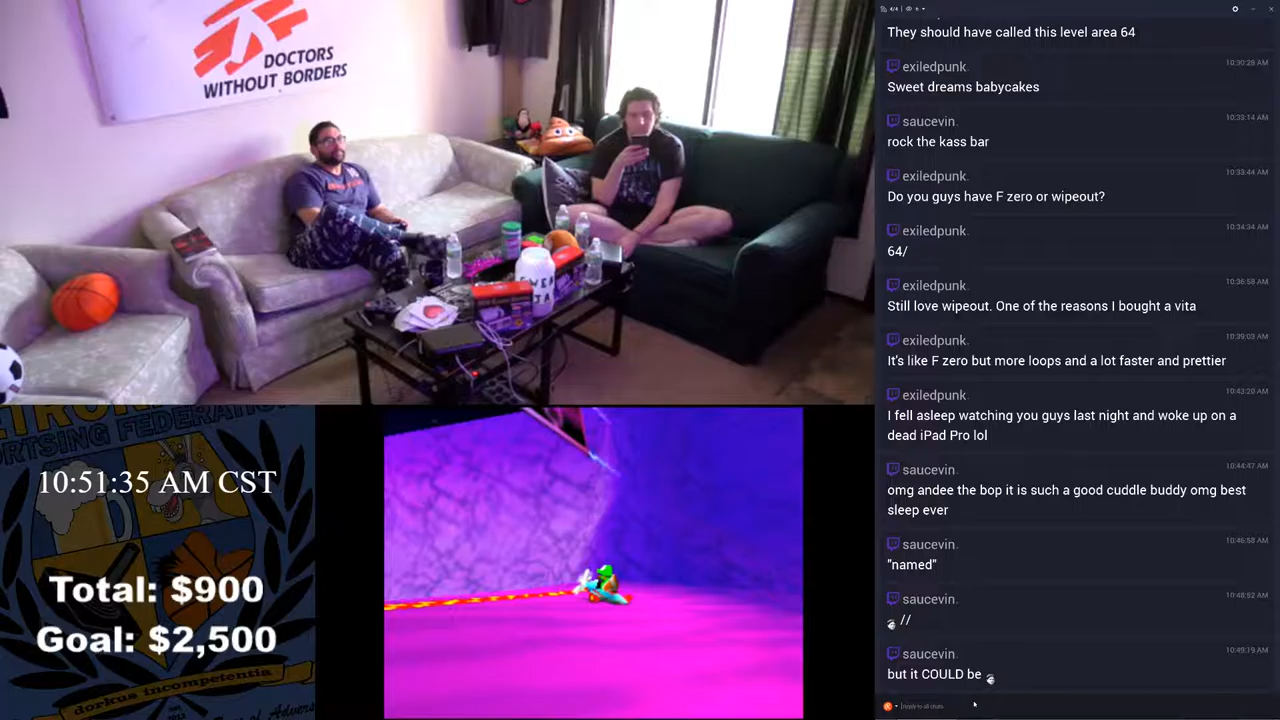 DOCTORS
WITHOUT BORDERS
SPORTSING FEDERATION
10:51:35 AM CST
Total: $900
Goal: $2,500
dorkus incompetentia
4/4
They should have called this level area 64
exiledpunk. 10:30:28 AM
Sweet dreams babycakes
saucevin. 10:33:14 AM
rock the kass bar
exiledpunk. 10:33:44 AM
Do you guys have F zero or wipeout?
exiledpunk. 10:34:34 AM
64/
exiledpunk. 10:36:58 AM
Still love wipeout. One of the reasons I bought a vita
exiledpunk. 10:39:03 AM
It's like F zero but more loops and a lot faster and prettier
exiledpunk. 10:43:20 AM
I fell asleep watching you guys last night and woke up on a
dead iPad Pro lol
saucevin. 10:44:47 AM
omg andee the bop it is such a good cuddle buddy omg best
sleep ever
saucevin. 10:46:58 AM
"named"
saucevin. 10:48:52 AM
//
saucevin. 10:49:19 AM
but it COULD be